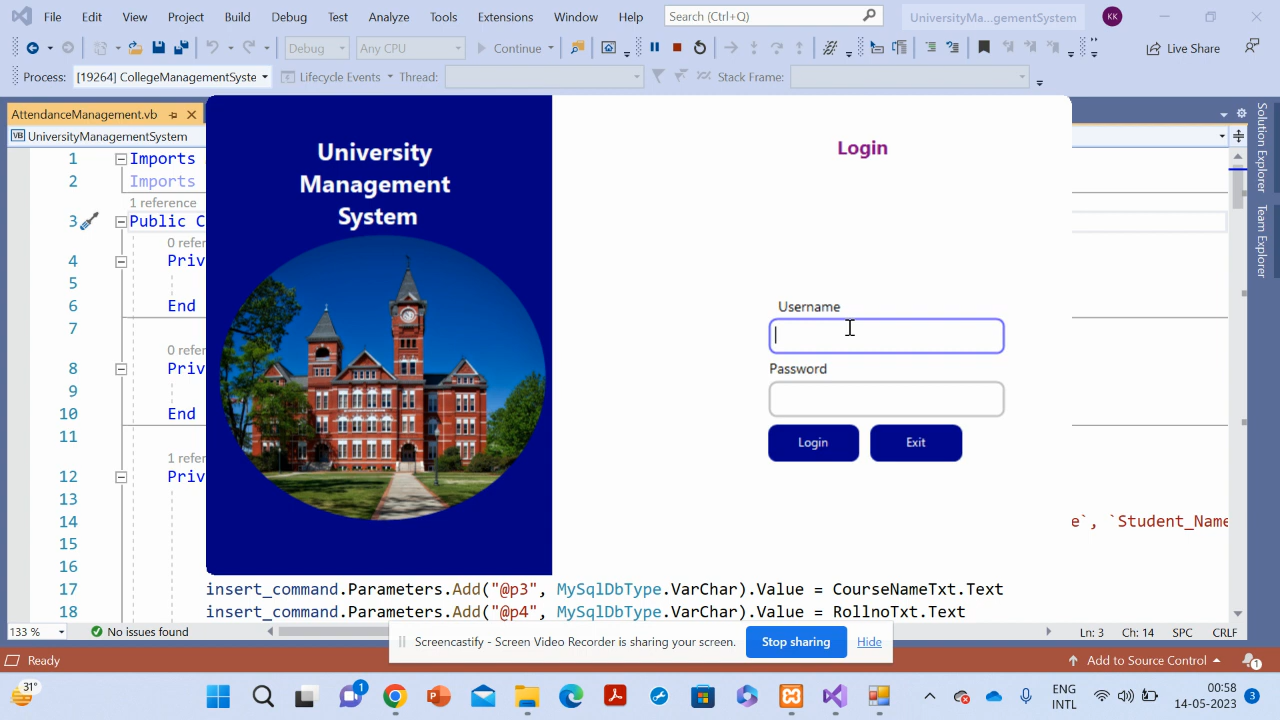 File Edit View Project Build Debug Test Analyze Tools Extensions Window Help Search (Ctrl+Q) UniversityMa...gementSystem KK
Debug Any CPU Continue Live Share
Process: [19264] CollegeManagementSyste Lifecycle Events Thread: Stack Frame:
AttendanceManagement.vb
VB UniversityManagementSystem
1 Imports
2 Imports
1 reference
3 Public C
0 refer
4 Priv
5
6 End
7
0 refer
8 Priv
9
10 End
11
1 refer
12 Priv
13
14 e`, `Student_Name
15
16
17 insert_command.Parameters.Add("@p3", MySqlDbType.VarChar).Value = CourseNameTxt.Text
18 insert_command.Parameters.Add("@p4", MySqlDbType.VarChar).Value = RollnoTxt.Text
University
Management
System
Login
Username
Password
Login Exit
Solution Explorer
Team Explorer
133 % No issues found Ln: 3 Ch: 14 SPC CRLF
Screencastify - Screen Video Recorder is sharing your screen. Stop sharing Hide
Ready Add to Source Control 1
31° 1 ENG 00:58
INTL 14-05-2023 3